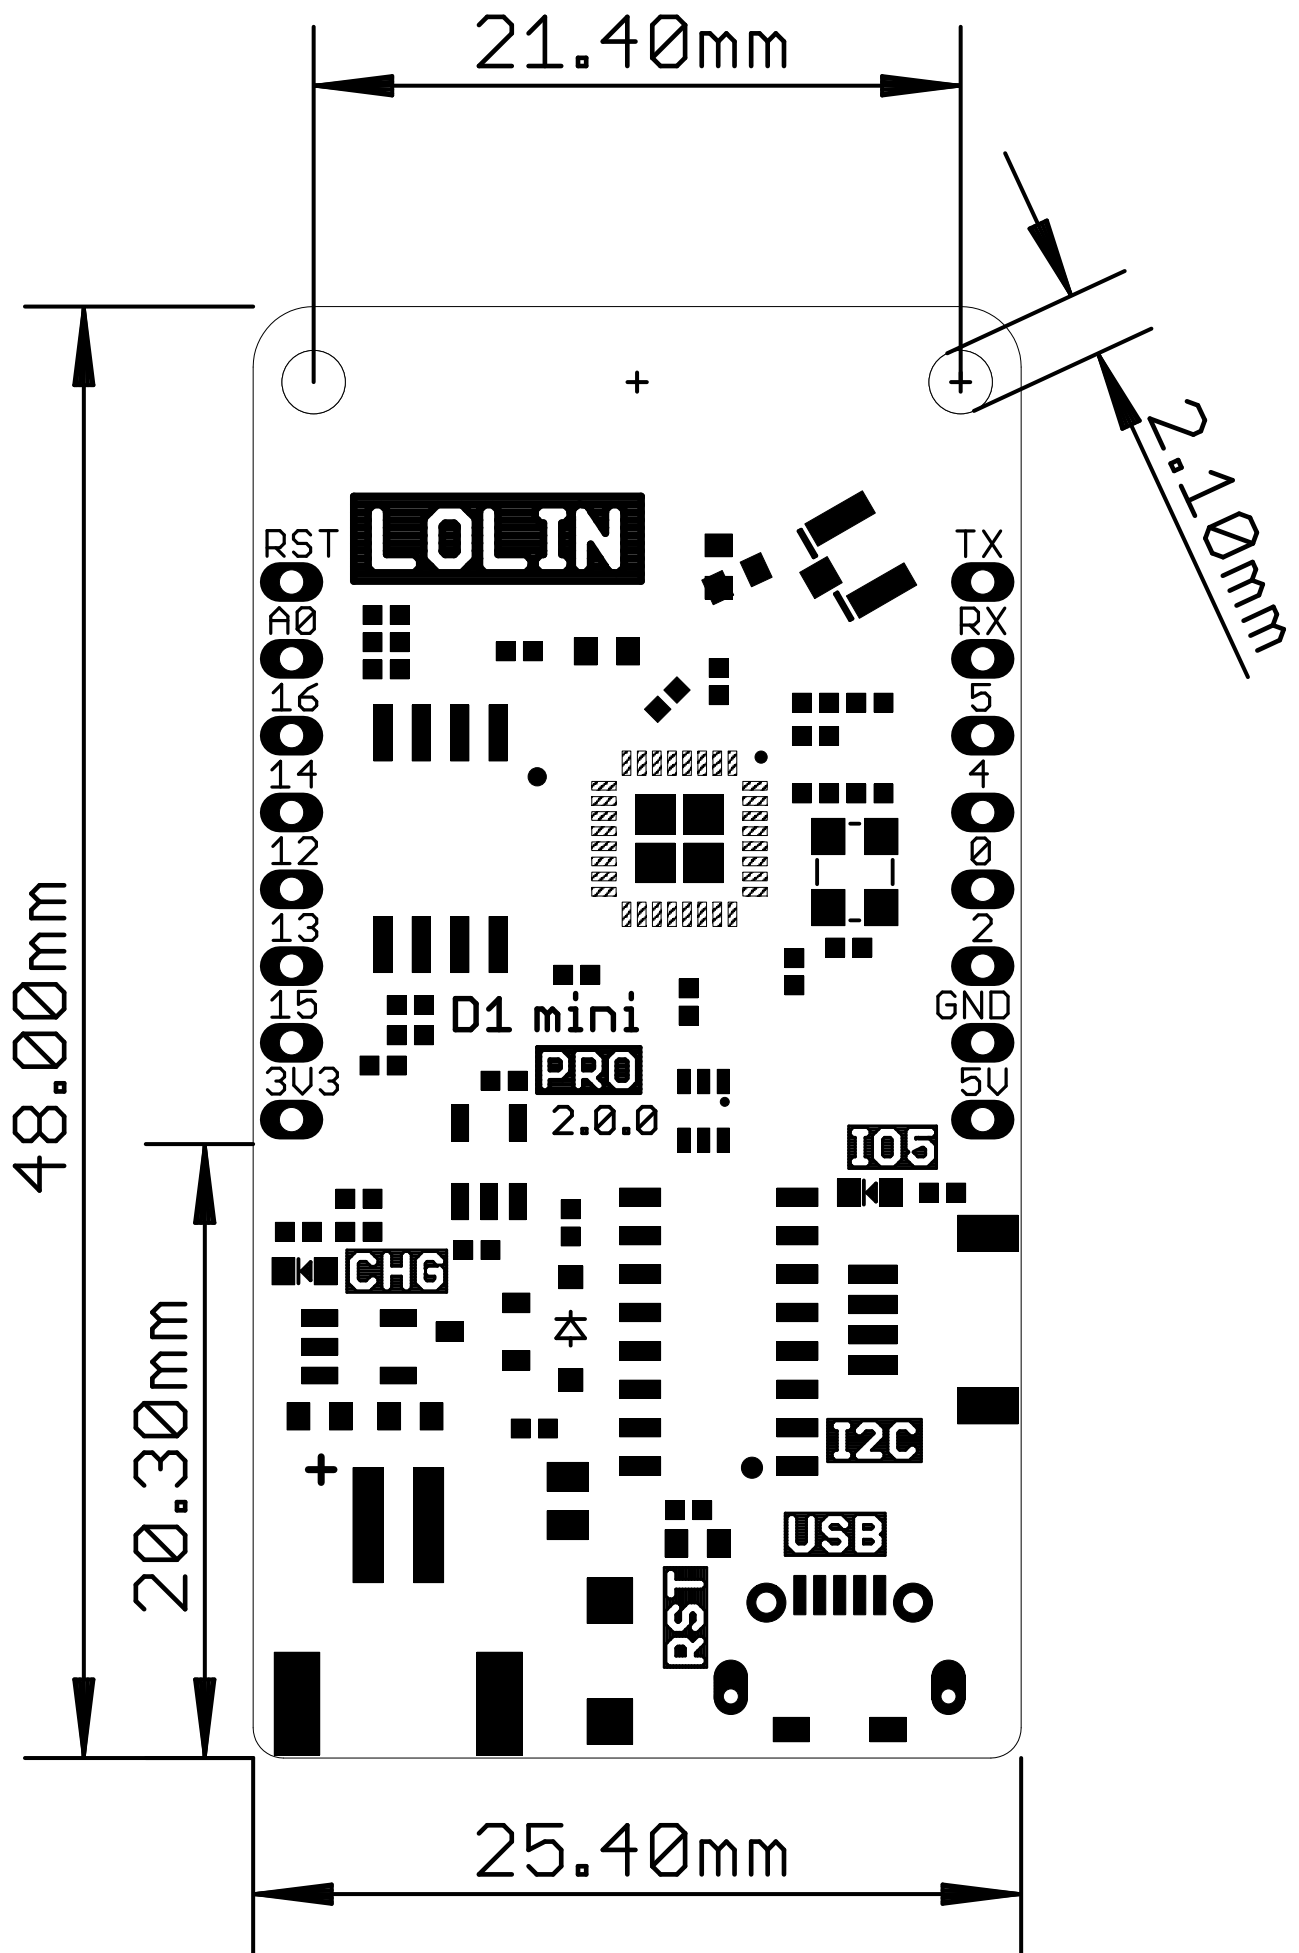 21.40mm
2.10mm
LOLIN
RST
TX
A0
RX
16
5
14
4
12
0
13
2
15
GND
D1 mini
PRO
2.0.0
3V3
5V
48.00mm
IO5
CHG
20.30mm
I2C
+
USB
RST
25.40mm